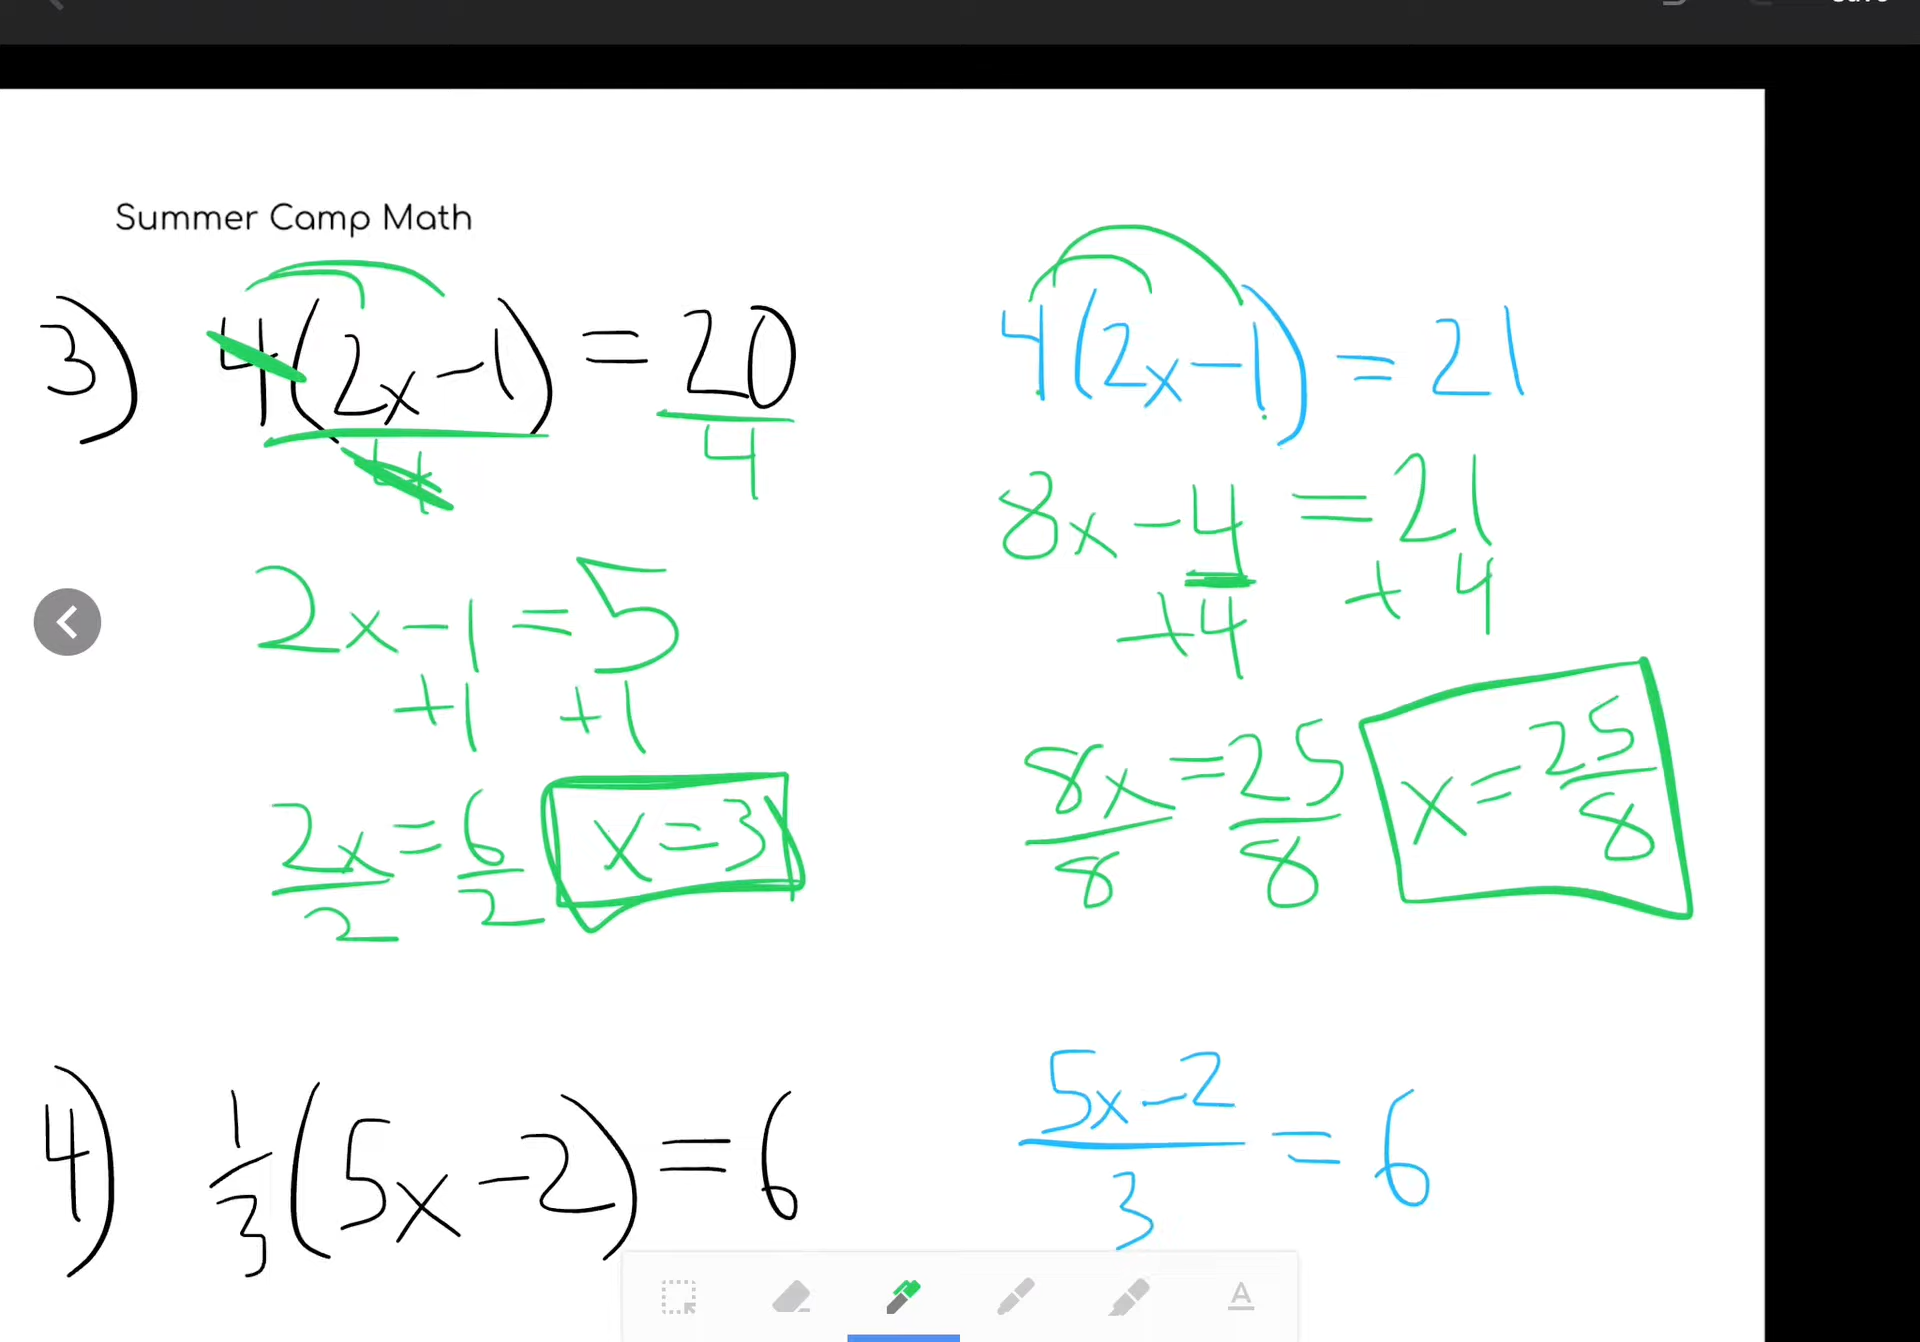 Summer Camp Math
3) 4(2x-1) = 20
4 4
2x-1 = 5
+1 +1
2x = 6
2 2
x = 3
4(2x-1) = 21
8x - 4 = 21
+4 + 4
8x = 25
8 8
x = 25/8
4) 1/3 (5x-2) = 6
5x-2
3
= 6
A